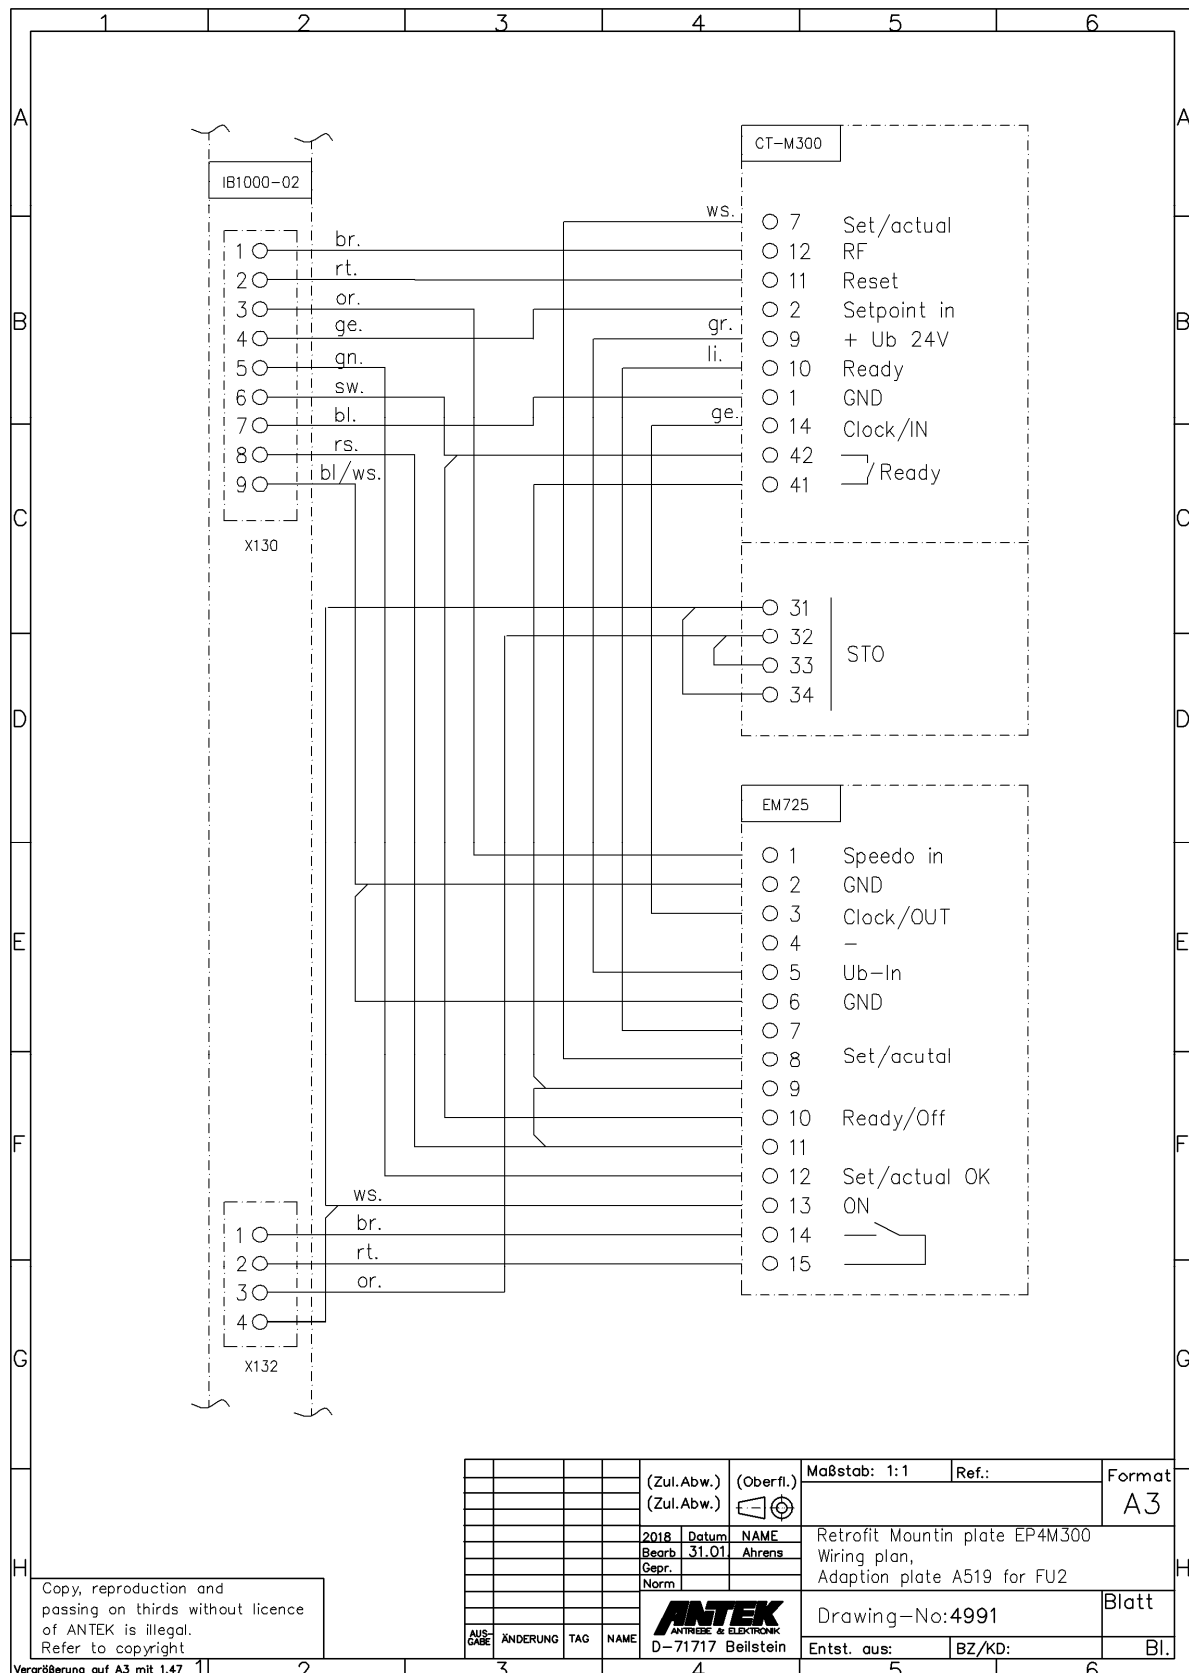 1 2 3 4 5 6
A A
B B
C C
D D
E E
F F
G G
H H
IB1000-02
1 br.
2 rt.
3 or.
4 ge.
5 gn.
6 sw.
7 bl.
8 rs.
9 bl/ws.
X130
CT-M300
ws. 7 Set/actual
12 RF
11 Reset
2 Setpoint in
gr. 9 + Ub 24V
li. 10 Ready
1 GND
ge. 14 Clock/IN
42
41
/Ready
31
32
33
34
STO
EM725
1 Speedo in
2 GND
3 Clock/OUT
4 -
5 Ub-In
6 GND
7
8 Set/acutal
9
10 Ready/Off
11
12 Set/actual OK
13 ON
14
15
ws.
1 br.
2 rt.
3 or.
4
X132
(Zul.Abw.) (Oberfl.)
(Zul.Abw.)
Maßstab: 1:1 Ref.:
Format
A3
2018 Datum NAME
Bearb 31.01. Ahrens
Gepr.
Norm
Retrofit Mountin plate EP4M300
Wiring plan,
Adaption plate A519 for FU2
AUS-
GABE ÄNDERUNG TAG NAME
ANTEK
ANTRIEBE & ELEKTRONIK
D-71717 Beilstein
Drawing-No:4991
Blatt
Entst. aus: BZ/KD: Bl.
Copy, reproduction and
passing on thirds without licence
of ANTEK is illegal.
Refer to copyright
Vergrößerung auf A3 mit 1.47
1 2 3 4 5 6